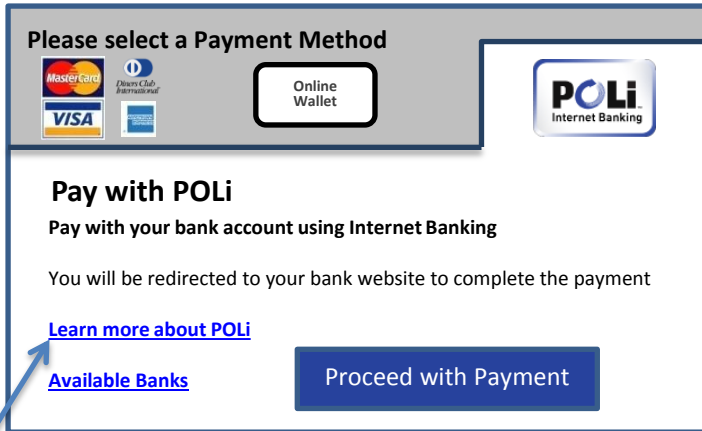 Please select a Payment Method
MasterCard
Diners Club
International
VISA
Online
Wallet
POLi
Internet Banking
Pay with POLi
Pay with your bank account using Internet Banking
You will be redirected to your bank website to complete the payment
Learn more about POLi
Available Banks
Proceed with Payment